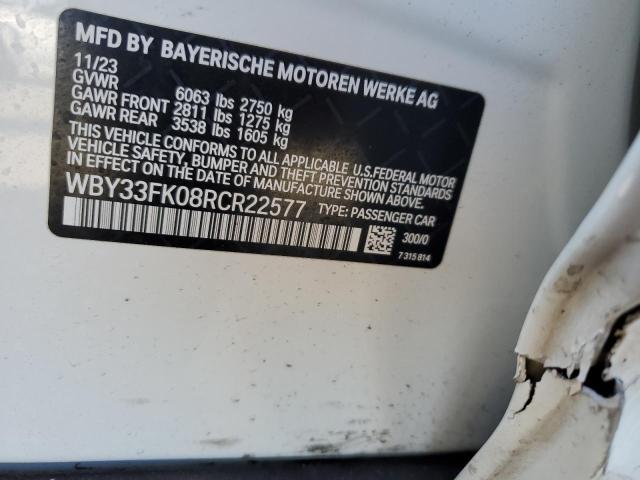 MFD BY BAYERISCHE MOTOREN WERKE AG
11/23
GVWR 6063 lbs 2750 kg
GAWR FRONT 2811 lbs 1275 kg
GAWR REAR 3538 lbs 1605 kg
THIS VEHICLE CONFORMS TO ALL APPLICABLE U.S.FEDERAL MOTOR
VEHICLE SAFETY, BUMPER AND THEFT PREVENTION STANDARDS
IN EFFECT ON THE DATE OF MANUFACTURE SHOWN ABOVE.
WBY33FK08RCR22577
TYPE: PASSENGER CAR
300/0
7 315 814